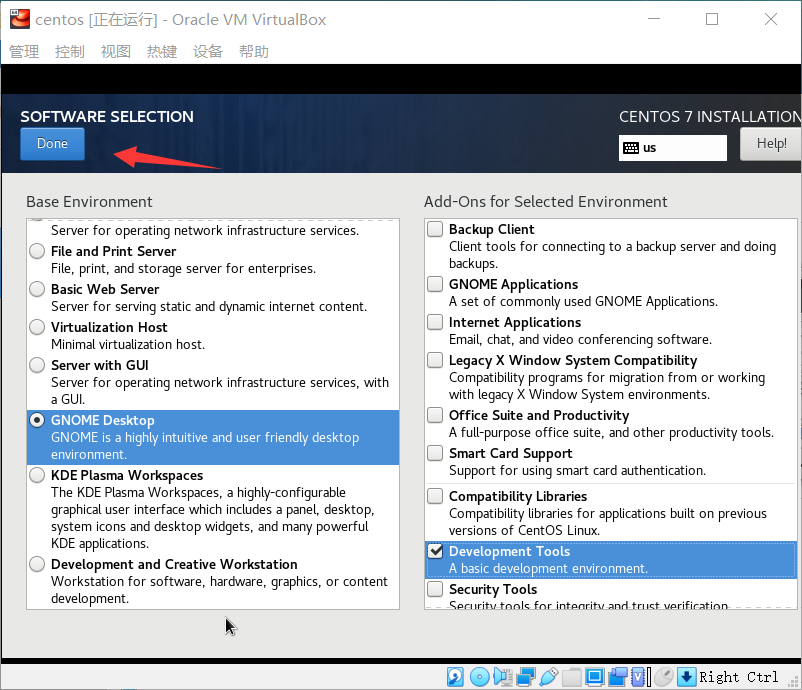 centos [正在运行] - Oracle VM VirtualBox
管理 控制 视图 热键 设备 帮助
SOFTWARE SELECTION
Done
CENTOS 7 INSTALLATION
us
Help!
Base Environment
Server for operating network infrastructure services.
File and Print Server
File, print, and storage server for enterprises.
Basic Web Server
Server for serving static and dynamic internet content.
Virtualization Host
Minimal virtualization host.
Server with GUI
Server for operating network infrastructure services, with
a GUI.
GNOME Desktop
GNOME is a highly intuitive and user friendly desktop
environment.
KDE Plasma Workspaces
The KDE Plasma Workspaces, a highly-configurable
graphical user interface which includes a panel, desktop,
system icons and desktop widgets, and many powerful
KDE applications.
Development and Creative Workstation
Workstation for software, hardware, graphics, or content
development.
Add-Ons for Selected Environment
Backup Client
Client tools for connecting to a backup server and doing
backups.
GNOME Applications
A set of commonly used GNOME Applications.
Internet Applications
Email, chat, and video conferencing software.
Legacy X Window System Compatibility
Compatibility programs for migration from or working
with legacy X Window System environments.
Office Suite and Productivity
A full-purpose office suite, and other productivity tools.
Smart Card Support
Support for using smart card authentication.
Compatibility Libraries
Compatibility libraries for applications built on previous
versions of CentOS Linux.
Development Tools
A basic development environment.
Security Tools
Security tools for integrity and trust verification.
Right Ctrl